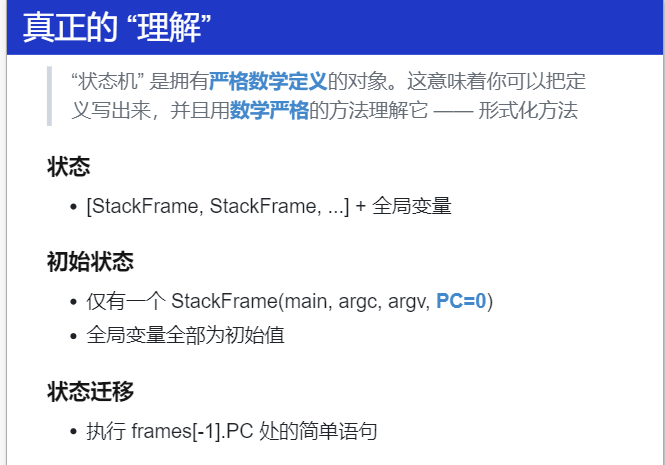 真正的 “理解”
“状态机” 是拥有严格数学定义的对象。这意味着你可以把定
义写出来，并且用数学严格的方法理解它 —— 形式化方法
状态
• [StackFrame, StackFrame, ...] + 全局变量
初始状态
• 仅有一个 StackFrame(main, argc, argv, PC=0)
• 全局变量全部为初始值
状态迁移
• 执行 frames[-1].PC 处的简单语句